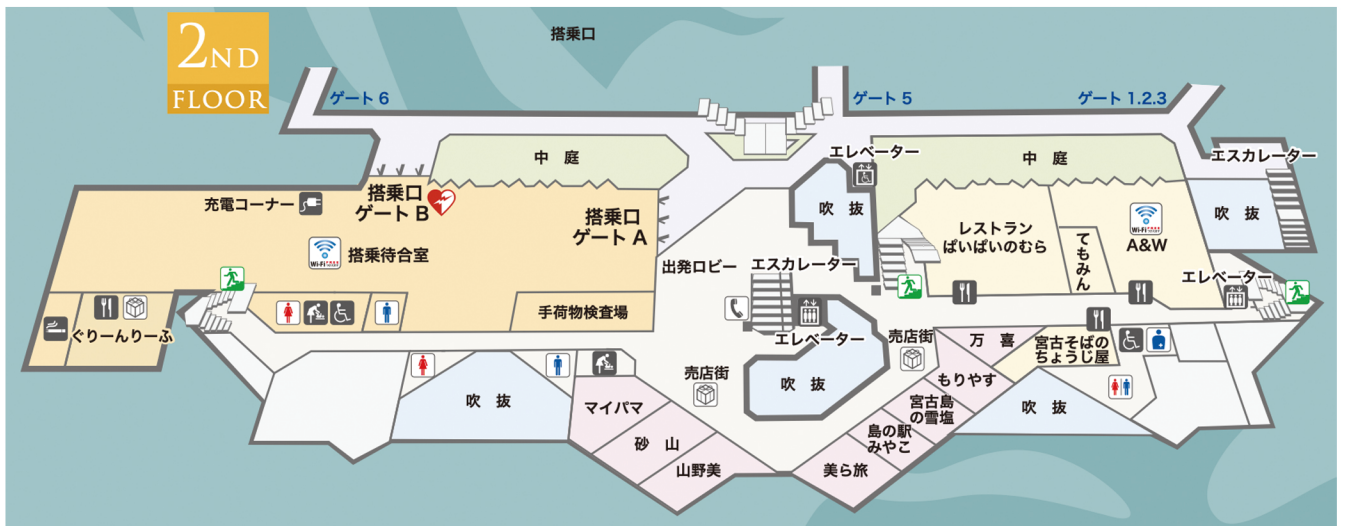 2ND
FLOOR
搭乗口
ゲート 6
ゲート 5
ゲート 1.2.3
中 庭
エレベーター
中 庭
エスカレーター
充電コーナー
搭乗口
ゲート B
搭乗口
ゲート A
吹 抜
レストラン
ぱいぱいのむら
てもみん
Wi-Fi
A&W
吹 抜
Wi-Fi
搭乗待合室
出発ロビー
エスカレーター
エレベーター
手荷物検査場
ぐりーんりーふ
エレベーター
売店街
万 喜
宮古そばの
ちょうじ屋
吹 抜
売店街
吹 抜
もりやす
マイパマ
宮古島
の雪塩
吹 抜
砂 山
島の駅
みやこ
山野美
美ら旅